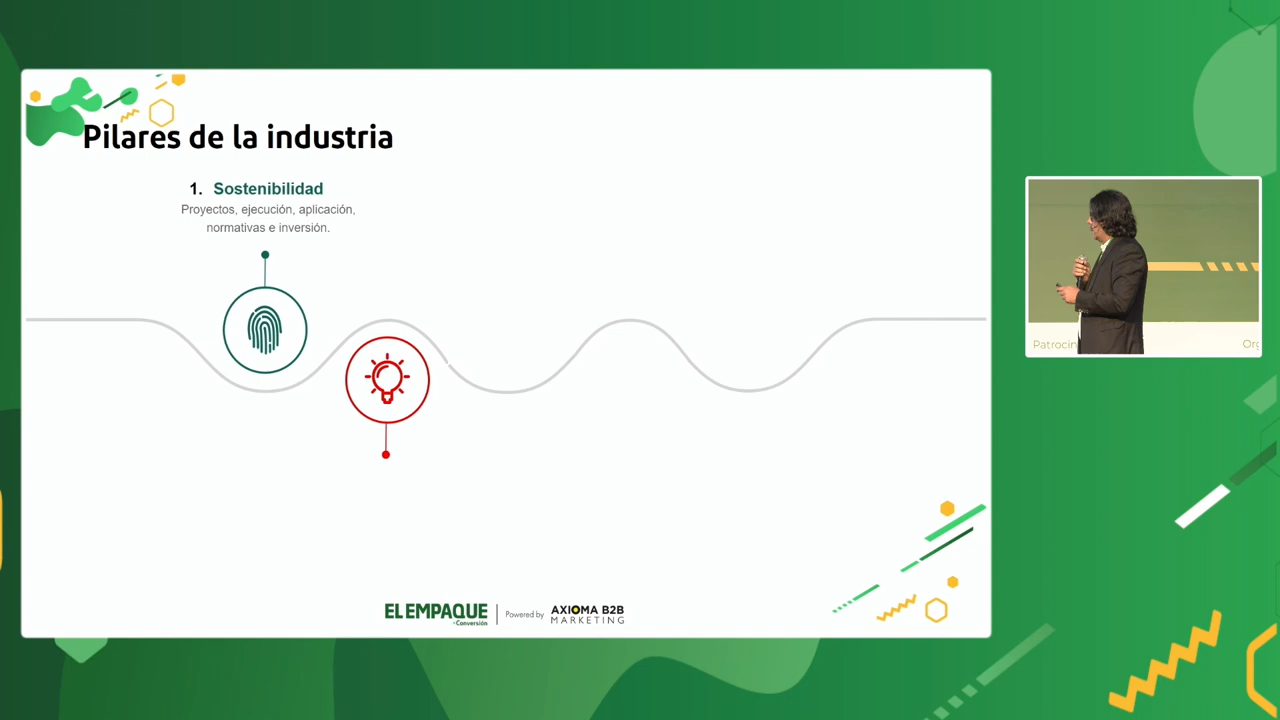 Pilares de la industria
1. Sostenibilidad
Proyectos, ejecución, aplicación,
normativas e inversión.
EL EMPAQUE
+Conversión
Powered by
AXIOMA B2B
MARKETING
Patrocin
Org